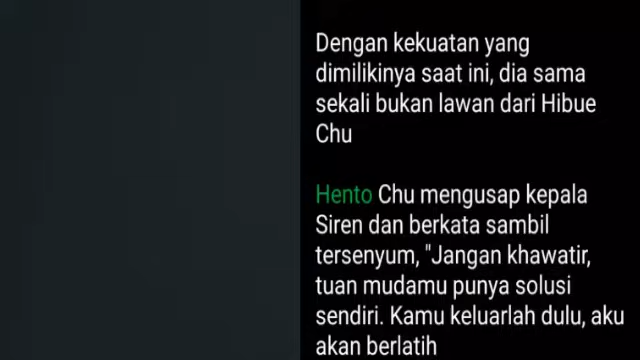 Dengan kekuatan yang
dimilikinya saat ini, dia sama
sekali bukan lawan dari Hibue
Chu
Hento Chu mengusap kepala
Siren dan berkata sambil
tersenyum, "Jangan khawatir,
tuan mudamu punya solusi
sendiri. Kamu keluarlah dulu, aku
akan berlatih